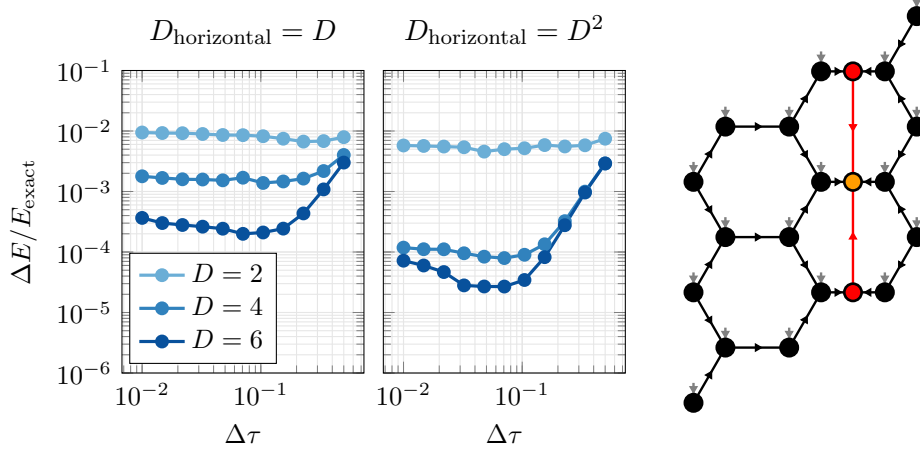 D_horizontal = D
D_horizontal = D²
ΔE/E_exact
10⁻¹
10⁻²
10⁻³
10⁻⁴
10⁻⁵
10⁻⁶
D = 2
D = 4
D = 6
10⁻² 10⁻¹
10⁻² 10⁻¹
Δτ
Δτ